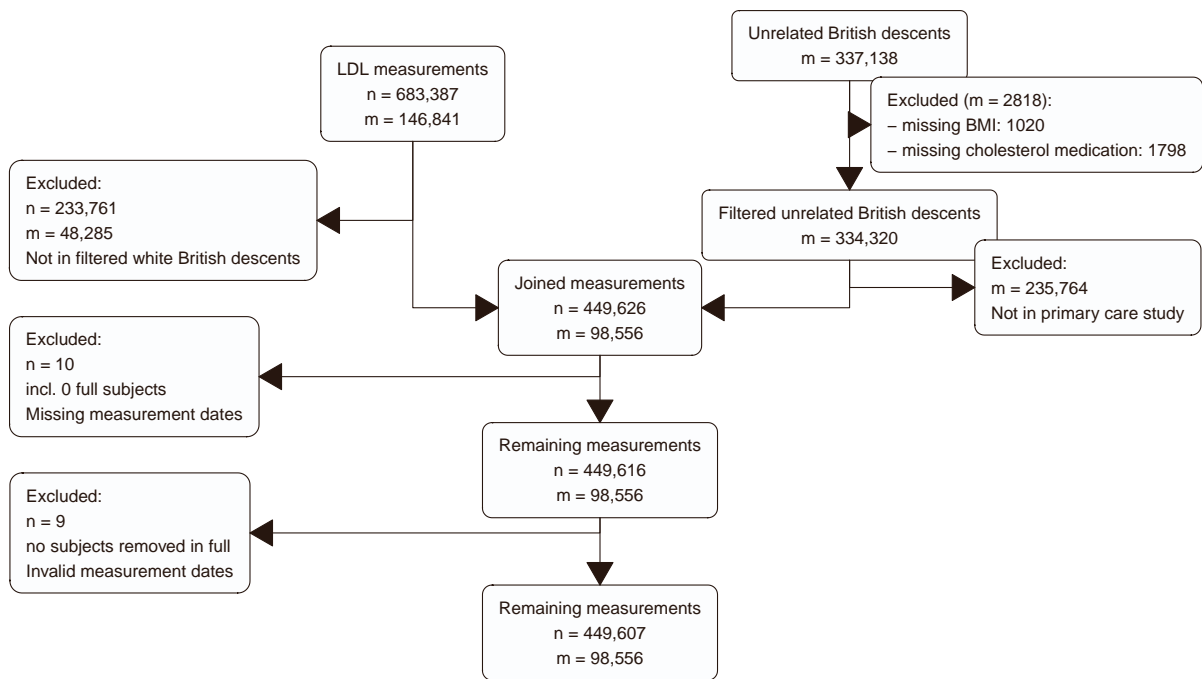 Unrelated British descents
m = 337,138
LDL measurements
n = 683,387
m = 146,841
Excluded (m = 2818):
– missing BMI: 1020
– missing cholesterol medication: 1798
Excluded:
n = 233,761
m = 48,285
Not in filtered white British descents
Filtered unrelated British descents
m = 334,320
Excluded:
m = 235,764
Not in primary care study
Joined measurements
n = 449,626
m = 98,556
Excluded:
n = 10
incl. 0 full subjects
Missing measurement dates
Remaining measurements
n = 449,616
m = 98,556
Excluded:
n = 9
no subjects removed in full
Invalid measurement dates
Remaining measurements
n = 449,607
m = 98,556